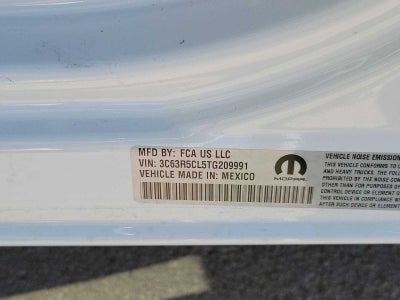 MFD BY: FCA US LLC
VIN: 3C63R5CL5TG209991
VEHICLE MADE IN: MEXICO
MOPAR
VEHICLE NOISE EMISSION
THIS VEHICLE CONFORMS TO
AND HEAVY TRUCKS. THE FO
PROHIBITED BY THE NOISE CON
OTHER THAN FOR PURPOSES OF
CONTROL DEVICE OR ELEMENT
THIS VEHICLE IN COMPLIANCE WITH
AFTER SUCH DEVICE OR ELEMENT